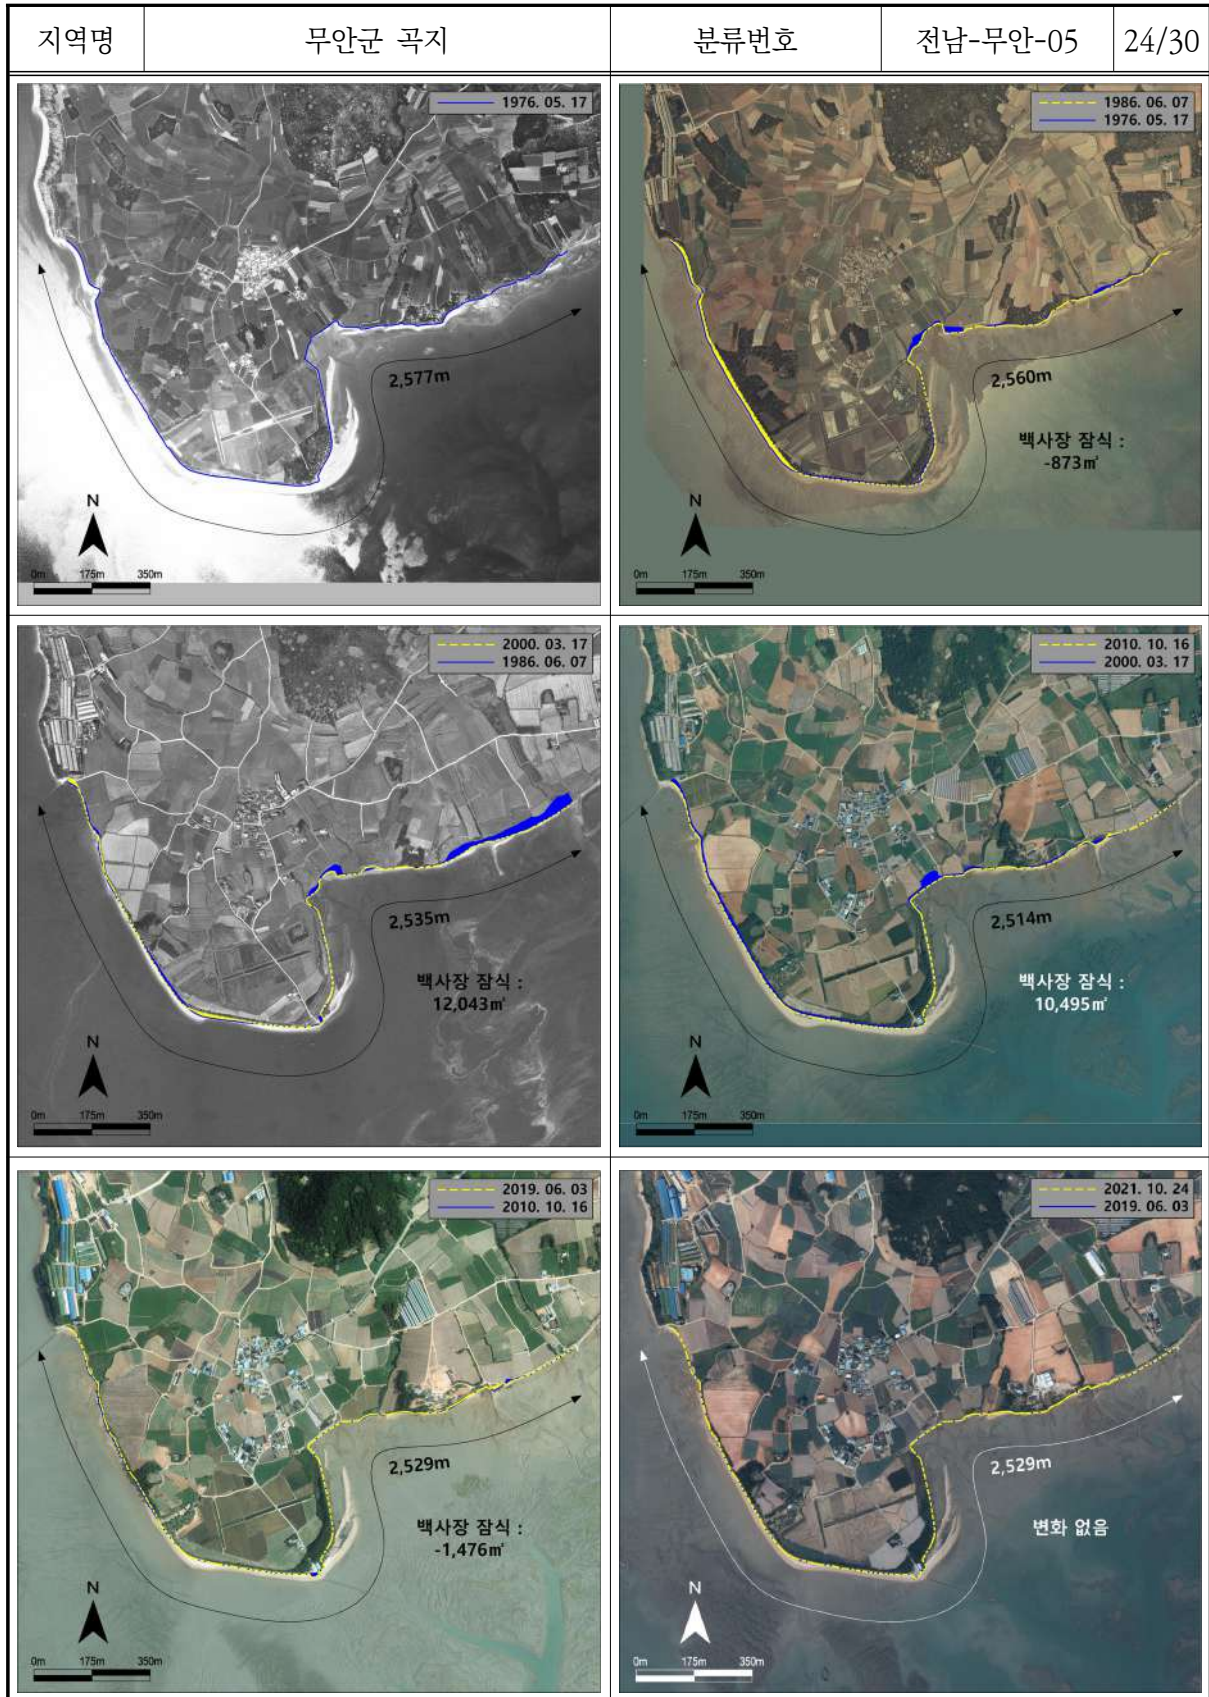 지역명 무안군 곡지 분류번호 전남-무안-05 24/30
1976. 05. 17
2,577m
N
0m 175m 350m
1986. 06. 07
1976. 05. 17
2,560m
백사장 잠식 :
-873㎡
N
0m 175m 350m
2000. 03. 17
1986. 06. 07
2,535m
백사장 잠식 :
12,043㎡
N
0m 175m 350m
2010. 10. 16
2000. 03. 17
2,514m
백사장 잠식 :
10,495㎡
N
0m 175m 350m
2019. 06. 03
2010. 10. 16
2,529m
백사장 잠식 :
-1,476㎡
N
0m 175m 350m
2021. 10. 24
2019. 06. 03
2,529m
변화 없음
N
0m 175m 350m